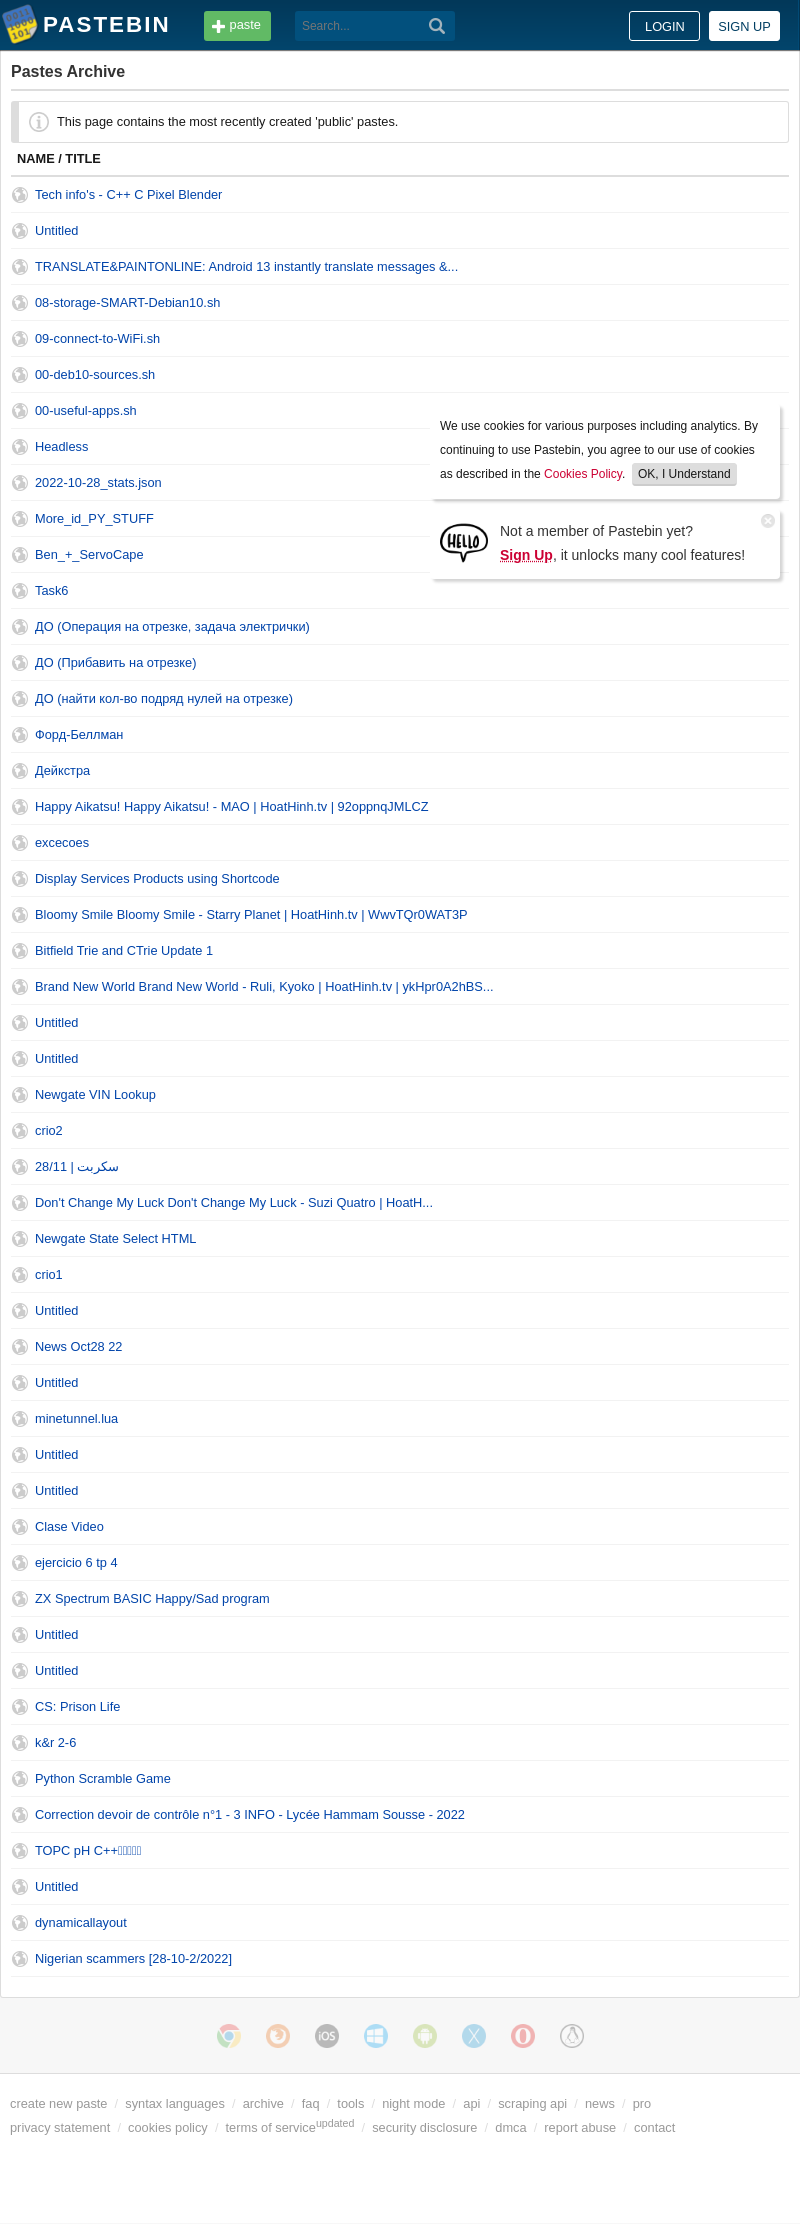 PASTEBIN
paste
Search...
LOGIN
SIGN UP
Pastes Archive
This page contains the most recently created 'public' pastes.
NAME / TITLE
Tech info's - C++ C Pixel Blender
Untitled
TRANSLATE&PAINTONLINE: Android 13 instantly translate messages &...
08-storage-SMART-Debian10.sh
09-connect-to-WiFi.sh
00-deb10-sources.sh
00-useful-apps.sh
We use cookies for various purposes including analytics. By
continuing to use Pastebin, you agree to our use of cookies
as described in the Cookies Policy. OK, I Understand
Headless
2022-10-28_stats.json
More_id_PY_STUFF
HELLO
Not a member of Pastebin yet?
Sign Up, it unlocks many cool features!
Ben_+_ServoCape
Task6
ДО (Операция на отрезке, задача электрички)
ДО (Прибавить на отрезке)
ДО (найти кол-во подряд нулей на отрезке)
Форд-Беллман
Дейкстра
Happy Aikatsu! Happy Aikatsu! - MAO | HoatHinh.tv | 92oppnqJMLCZ
excecoes
Display Services Products using Shortcode
Bloomy Smile Bloomy Smile - Starry Planet | HoatHinh.tv | WwvTQr0WAT3P
Bitfield Trie and CTrie Update 1
Brand New World Brand New World - Ruli, Kyoko | HoatHinh.tv | ykHpr0A2hBS...
Untitled
Untitled
Newgate VIN Lookup
crio2
28/11 | سكربت
Don't Change My Luck Don't Change My Luck - Suzi Quatro | HoatH...
Newgate State Select HTML
crio1
Untitled
News Oct28 22
Untitled
minetunnel.lua
Untitled
Untitled
Clase Video
ejercicio 6 tp 4
ZX Spectrum BASIC Happy/Sad program
Untitled
Untitled
CS: Prison Life
k&r 2-6
Python Scramble Game
Correction devoir de contrôle n°1 - 3 INFO - Lycée Hammam Sousse - 2022
TOPC pH C++
Untitled
dynamicallayout
Nigerian scammers [28-10-2/2022]
iOS
create new paste / syntax languages / archive / faq / tools / night mode / api / scraping api / news / pro
privacy statement / cookies policy / terms of service updated / security disclosure / dmca / report abuse / contact